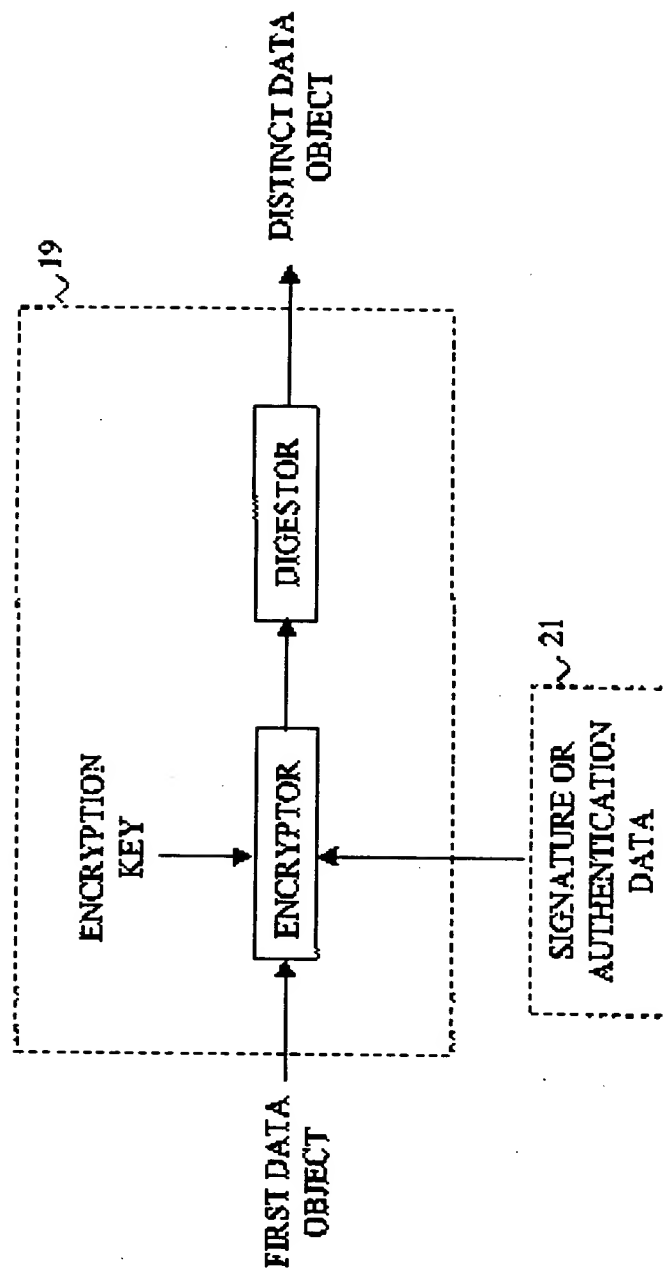 19
ENCRYPTION
KEY
FIRST DATA
OBJECT
ENCRYPTOR
DIGESTOR
DISTINCT DATA
OBJECT
21
SIGNATURE OR
AUTHENTICATION
DATA